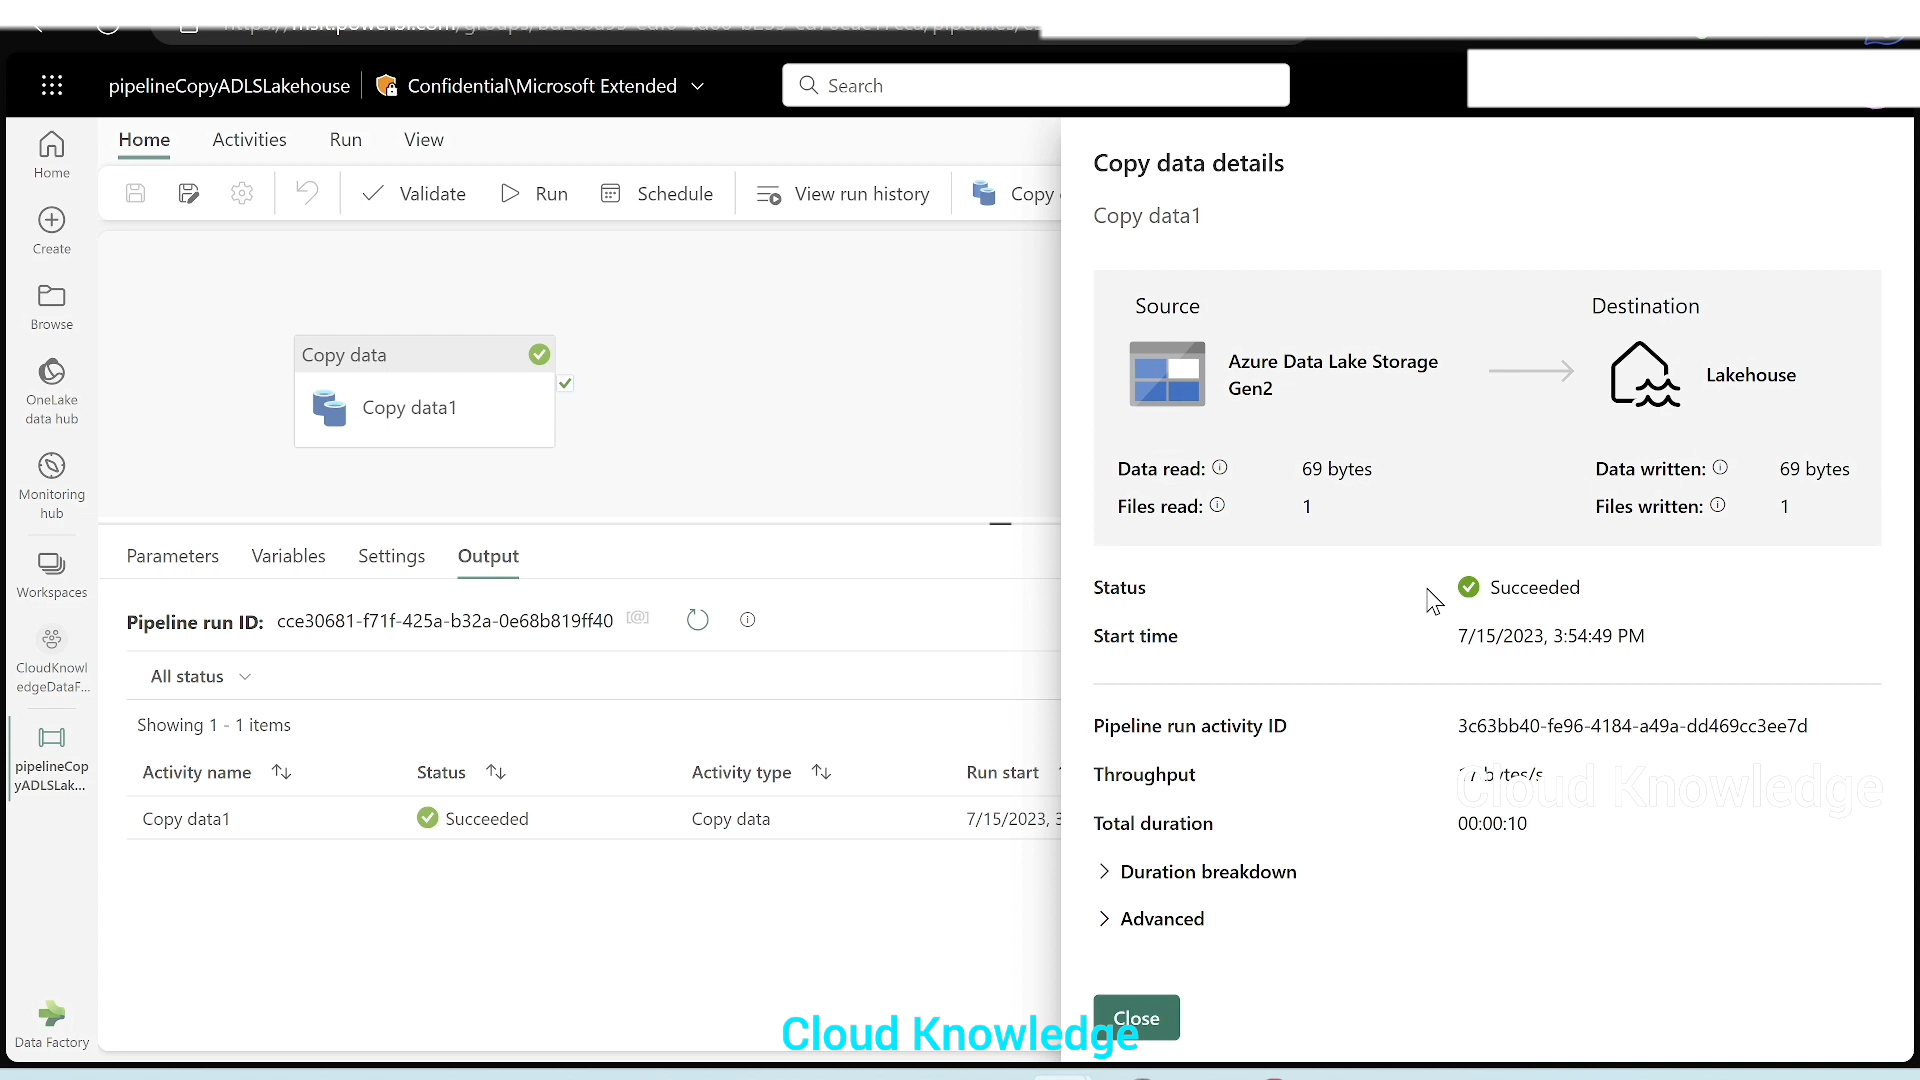 pipelineCopyADLSLakehouse
Confidential\Microsoft Extended
Search
Home
Activities
Run
View
Validate
Run
Schedule
View run history
Copy
Home
Create
Browse
OneLake
data hub
Monitoring
hub
Workspaces
CloudKnowl
edgeDataF...
pipelineCop
yADLSLak...
Data Factory
Copy data
Copy data1
Parameters
Variables
Settings
Output
Pipeline run ID: cce30681-f71f-425a-b32a-0e68b819ff40
All status
Showing 1 - 1 items
Activity name
Status
Activity type
Run start
Copy data1
Succeeded
Copy data
7/15/2023, 3
Copy data details
Copy data1
Source
Destination
Azure Data Lake Storage
Gen2
Lakehouse
Data read: 69 bytes
Data written: 69 bytes
Files read: 1
Files written: 1
Status
Succeeded
Start time
7/15/2023, 3:54:49 PM
Pipeline run activity ID
3c63bb40-fe96-4184-a49a-dd469cc3ee7d
Throughput
bytes/s
Cloud Knowledge
Total duration
00:00:10
Duration breakdown
Advanced
Close
Cloud Knowledge